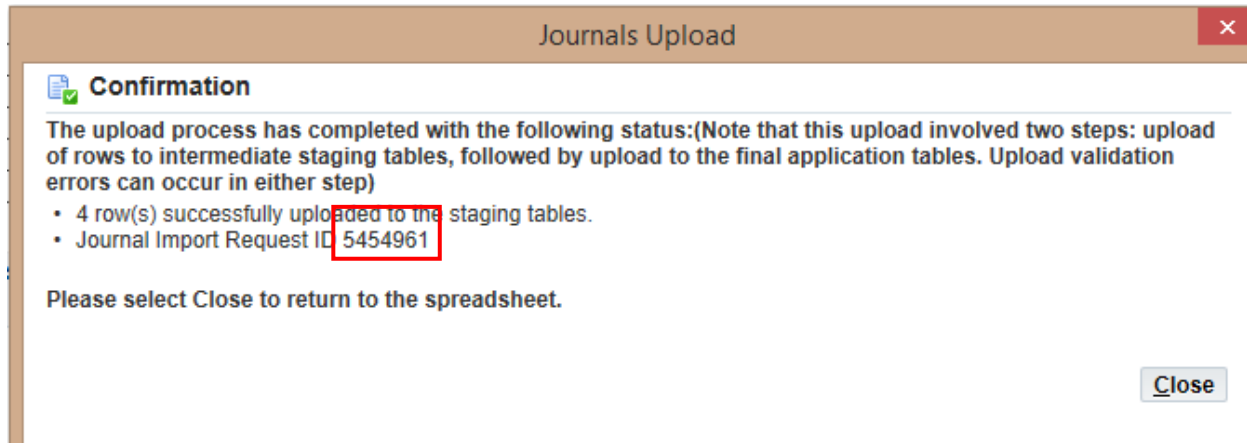 Journals Upload
Confirmation
The upload process has completed with the following status:(Note that this upload involved two steps: upload
of rows to intermediate staging tables, followed by upload to the final application tables. Upload validation
errors can occur in either step)
• 4 row(s) successfully uploaded to the staging tables.
• Journal Import Request ID 5454961
Please select Close to return to the spreadsheet.
Close